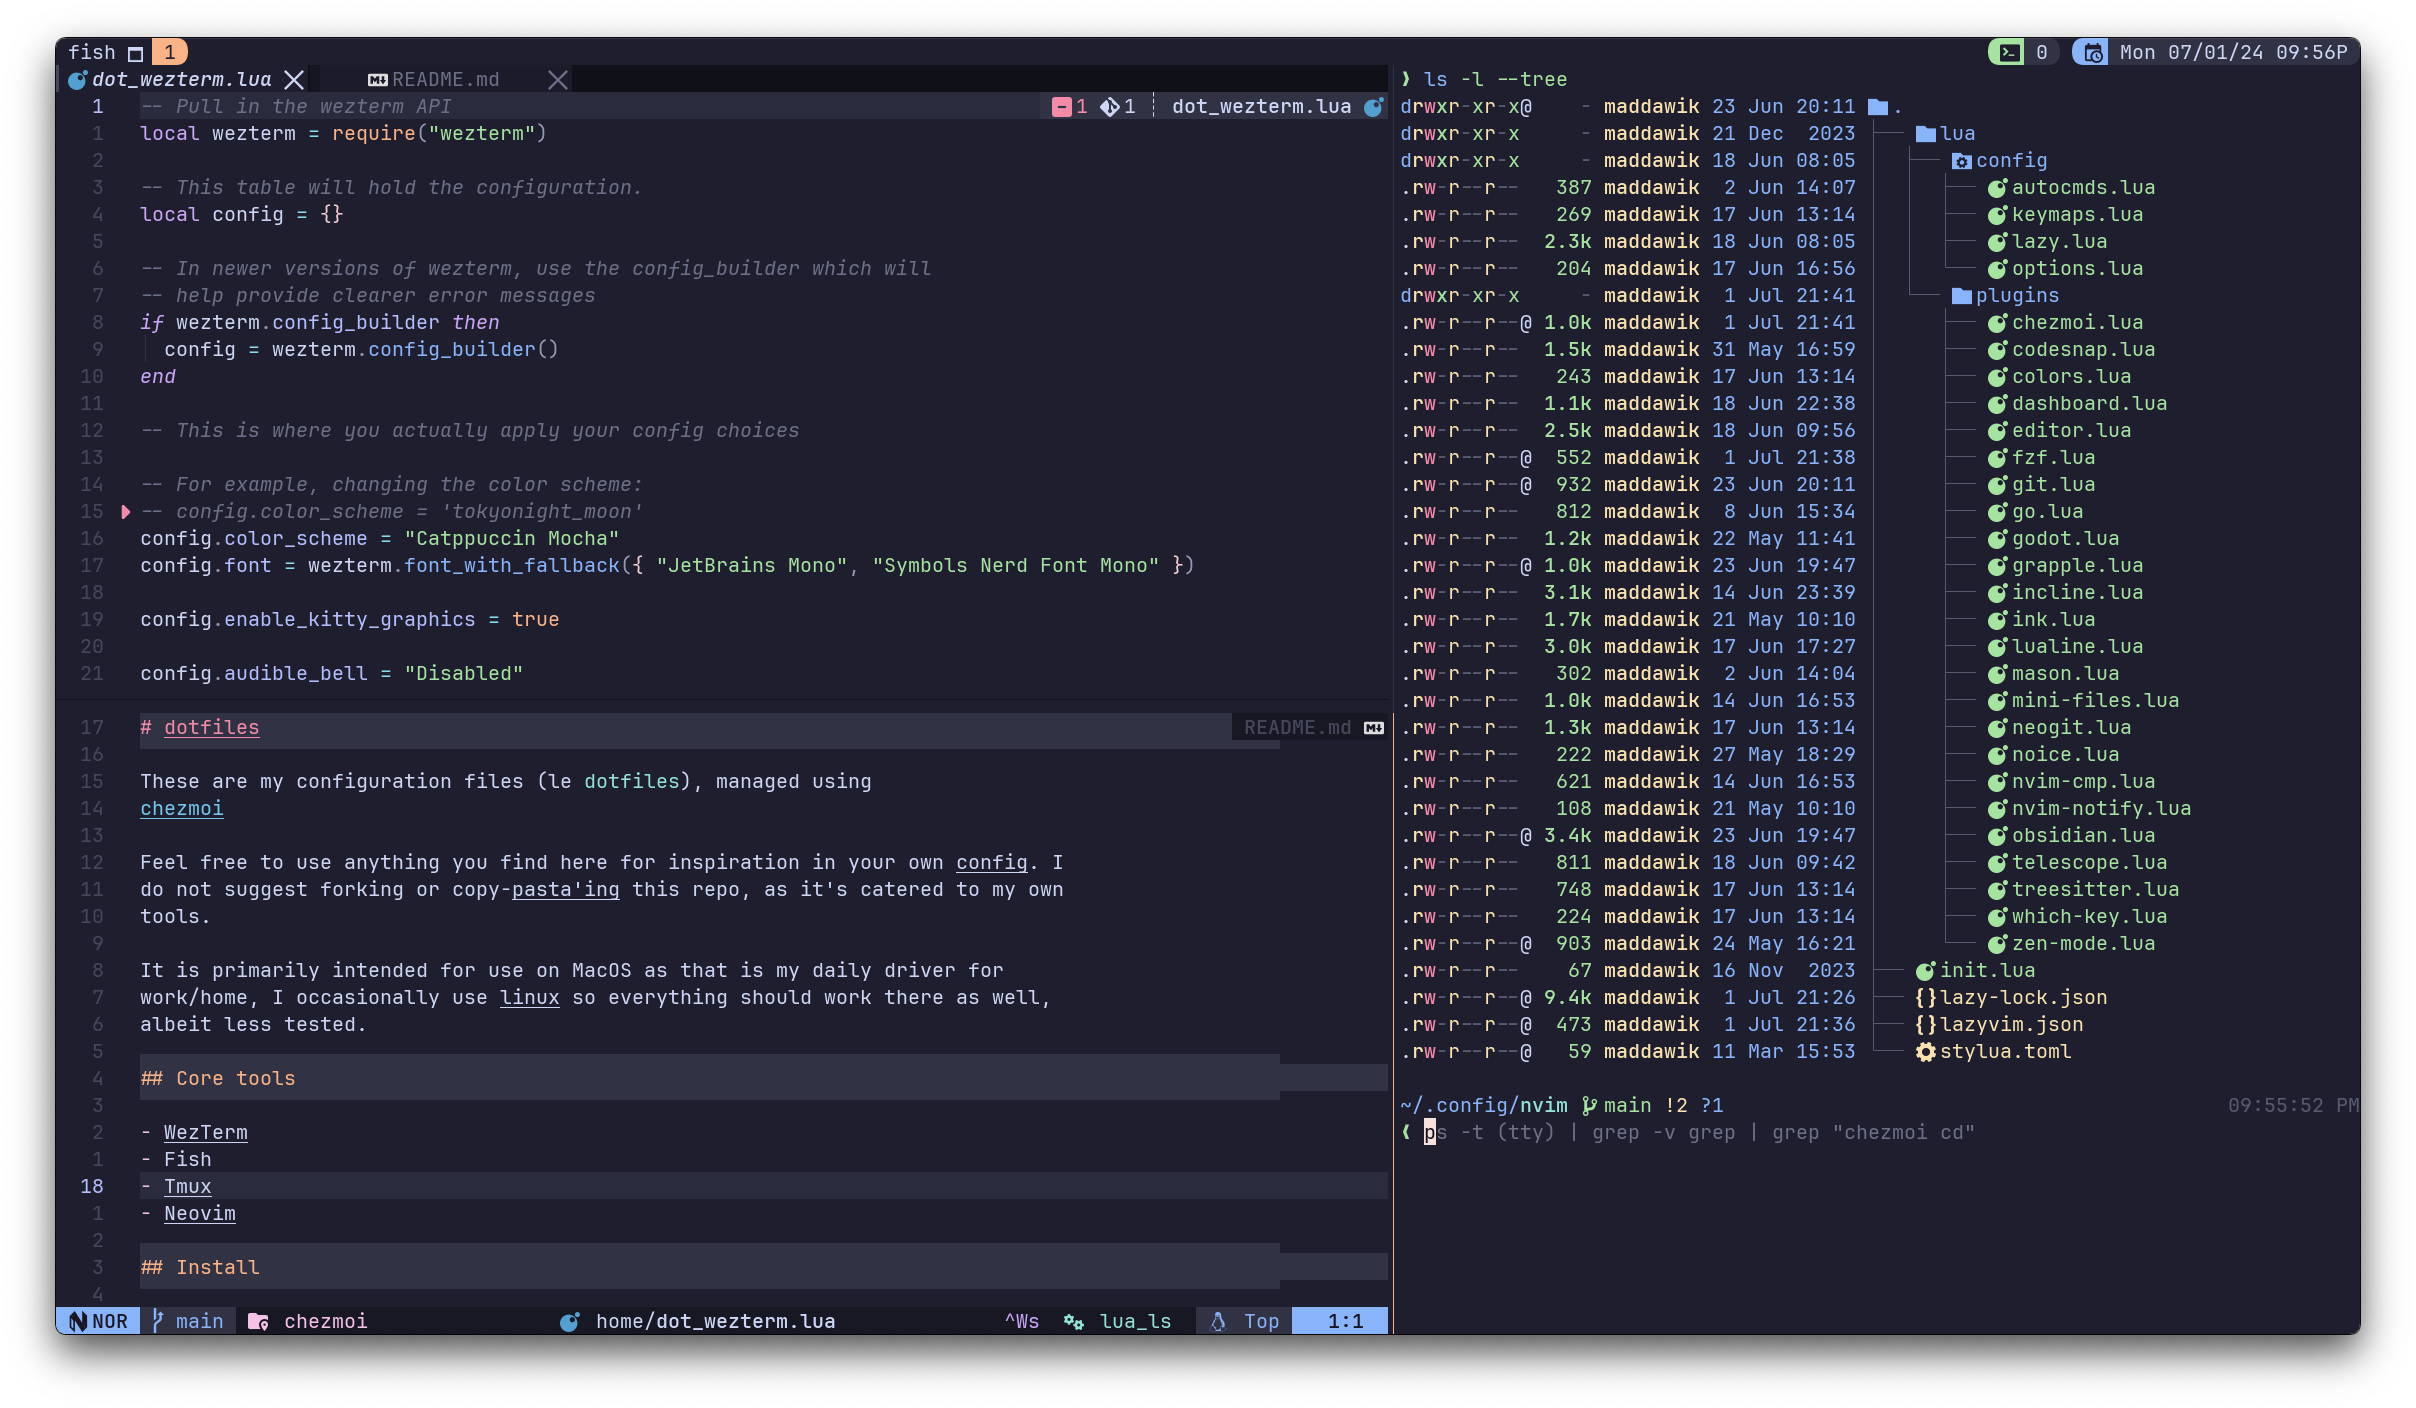 fish 1
0 Mon 07/01/24 09:56P
dot_wezterm.lua README.md
1 -- Pull in the wezterm API 1 1 dot_wezterm.lua
1 local wezterm = require("wezterm")
2
3 -- This table will hold the configuration.
4 local config = {}
5
6 -- In newer versions of wezterm, use the config_builder which will
7 -- help provide clearer error messages
8 if wezterm.config_builder then
9 config = wezterm.config_builder()
10 end
11
12 -- This is where you actually apply your config choices
13
14 -- For example, changing the color scheme:
15 -- config.color_scheme = 'tokyonight_moon'
16 config.color_scheme = "Catppuccin Mocha"
17 config.font = wezterm.font_with_fallback({ "JetBrains Mono", "Symbols Nerd Font Mono" })
18
19 config.enable_kitty_graphics = true
20
21 config.audible_bell = "Disabled"
17 # dotfiles README.md
16
15 These are my configuration files (le dotfiles), managed using
14 chezmoi
13
12 Feel free to use anything you find here for inspiration in your own config. I
11 do not suggest forking or copy-pasta'ing this repo, as it's catered to my own
10 tools.
9
8 It is primarily intended for use on MacOS as that is my daily driver for
7 work/home, I occasionally use linux so everything should work there as well,
6 albeit less tested.
5
4 ## Core tools
3
2 - WezTerm
1 - Fish
18 - Tmux
1 - Neovim
2
3 ## Install
4
NOR main chezmoi home/dot_wezterm.lua ^Ws lua_ls Top 1:1
❯ ls -l --tree
drwxr-xr-x@ - maddawik 23 Jun 20:11 .
drwxr-xr-x - maddawik 21 Dec 2023 lua
drwxr-xr-x - maddawik 18 Jun 08:05 config
.rw-r--r-- 387 maddawik 2 Jun 14:07 autocmds.lua
.rw-r--r-- 269 maddawik 17 Jun 13:14 keymaps.lua
.rw-r--r-- 2.3k maddawik 18 Jun 08:05 lazy.lua
.rw-r--r-- 204 maddawik 17 Jun 16:56 options.lua
drwxr-xr-x - maddawik 1 Jul 21:41 plugins
.rw-r--r--@ 1.0k maddawik 1 Jul 21:41 chezmoi.lua
.rw-r--r-- 1.5k maddawik 31 May 16:59 codesnap.lua
.rw-r--r-- 243 maddawik 17 Jun 13:14 colors.lua
.rw-r--r-- 1.1k maddawik 18 Jun 22:38 dashboard.lua
.rw-r--r-- 2.5k maddawik 18 Jun 09:56 editor.lua
.rw-r--r--@ 552 maddawik 1 Jul 21:38 fzf.lua
.rw-r--r--@ 932 maddawik 23 Jun 20:11 git.lua
.rw-r--r-- 812 maddawik 8 Jun 15:34 go.lua
.rw-r--r-- 1.2k maddawik 22 May 11:41 godot.lua
.rw-r--r--@ 1.0k maddawik 23 Jun 19:47 grapple.lua
.rw-r--r-- 3.1k maddawik 14 Jun 23:39 incline.lua
.rw-r--r-- 1.7k maddawik 21 May 10:10 ink.lua
.rw-r--r-- 3.0k maddawik 17 Jun 17:27 lualine.lua
.rw-r--r-- 302 maddawik 2 Jun 14:04 mason.lua
.rw-r--r-- 1.0k maddawik 14 Jun 16:53 mini-files.lua
.rw-r--r-- 1.3k maddawik 17 Jun 13:14 neogit.lua
.rw-r--r-- 222 maddawik 27 May 18:29 noice.lua
.rw-r--r-- 621 maddawik 14 Jun 16:53 nvim-cmp.lua
.rw-r--r-- 108 maddawik 21 May 10:10 nvim-notify.lua
.rw-r--r--@ 3.4k maddawik 23 Jun 19:47 obsidian.lua
.rw-r--r-- 811 maddawik 18 Jun 09:42 telescope.lua
.rw-r--r-- 748 maddawik 17 Jun 13:14 treesitter.lua
.rw-r--r-- 224 maddawik 17 Jun 13:14 which-key.lua
.rw-r--r--@ 903 maddawik 24 May 16:21 zen-mode.lua
.rw-r--r-- 67 maddawik 16 Nov 2023 init.lua
.rw-r--r--@ 9.4k maddawik 1 Jul 21:26 {}lazy-lock.json
.rw-r--r--@ 473 maddawik 1 Jul 21:36 {}lazyvim.json
.rw-r--r--@ 59 maddawik 11 Mar 15:53 stylua.toml
~/.config/nvim main !2 ?1 09:55:52 PM
❮ ps -t (tty) | grep -v grep | grep "chezmoi cd"